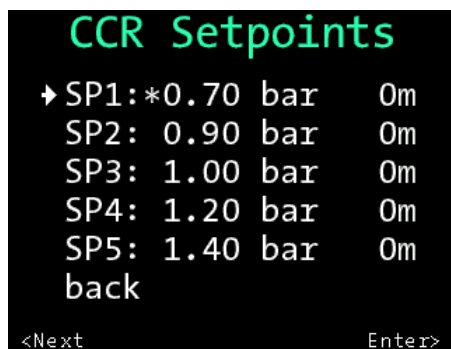 CCR Setpoints
SP1:*0.70 bar 0m
SP2: 0.90 bar 0m
SP3: 1.00 bar 0m
SP4: 1.20 bar 0m
SP5: 1.40 bar 0m
back
<Next Enter>